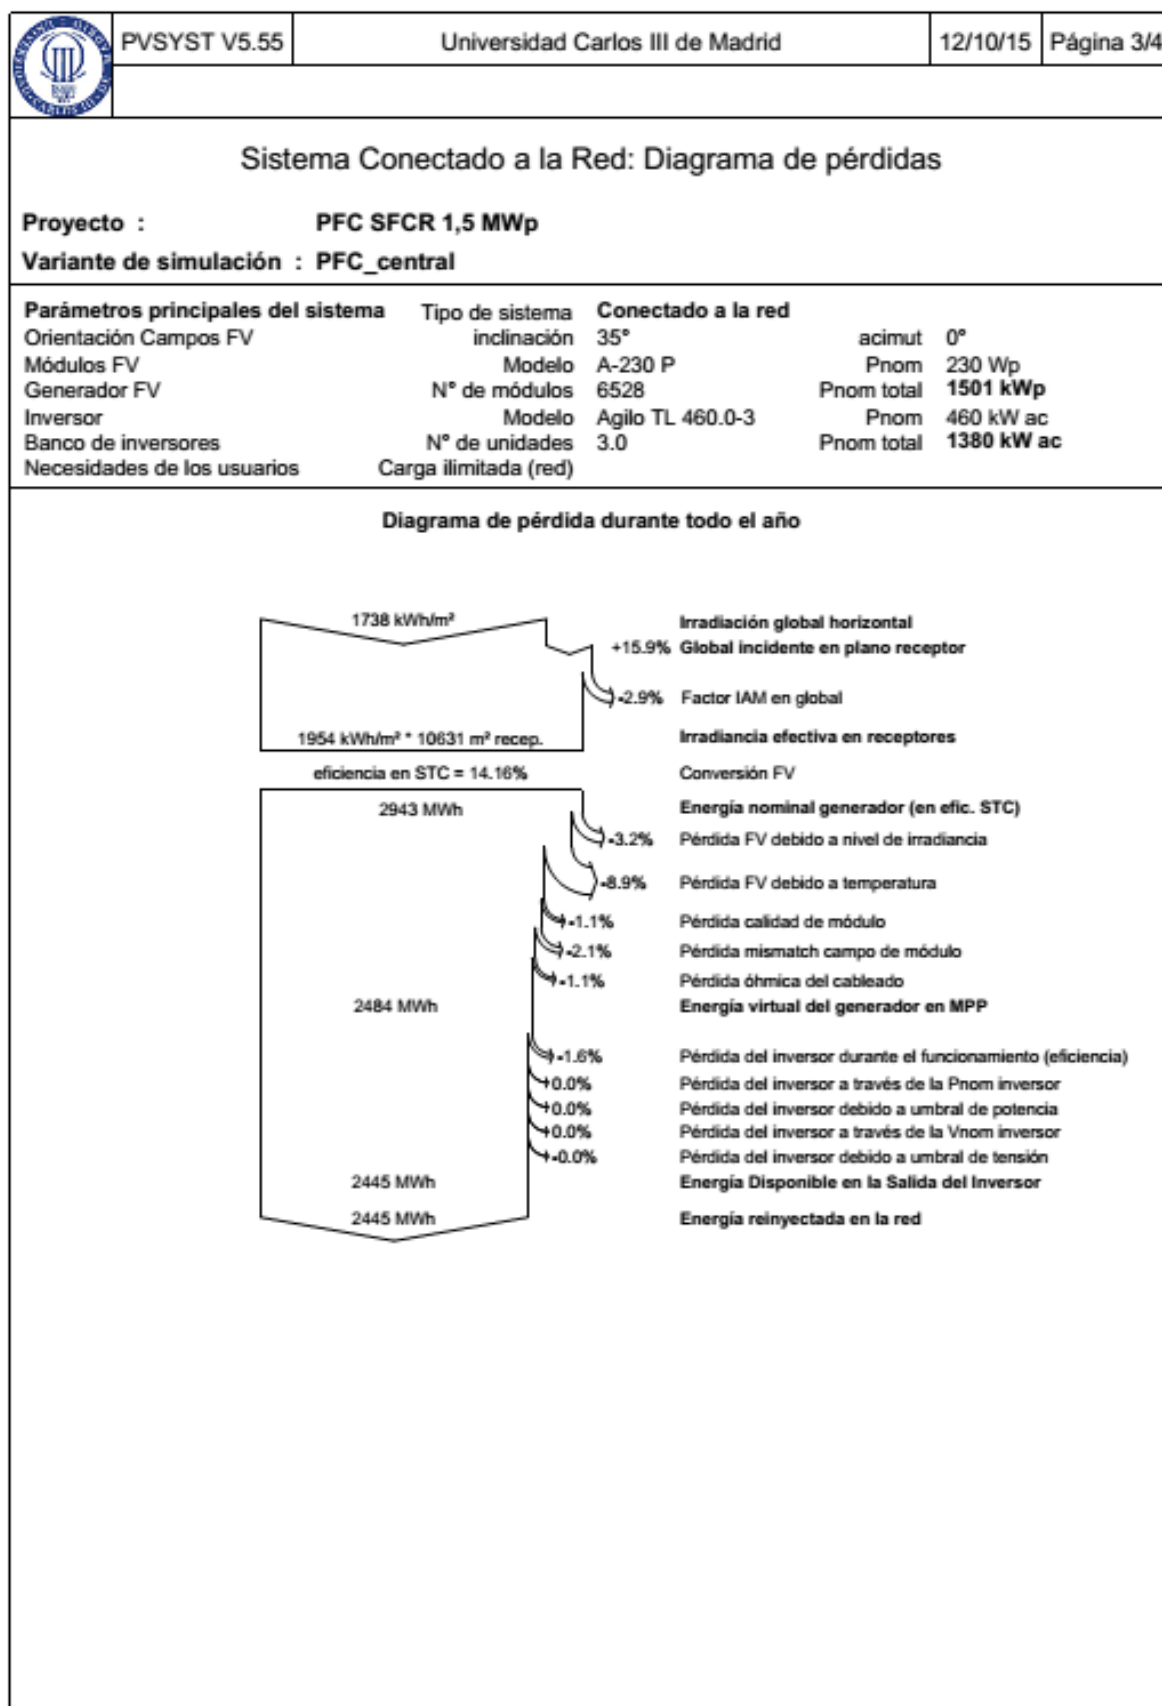 PVSYST V5.55 Universidad Carlos III de Madrid 12/10/15 Página 3/4
Sistema Conectado a la Red: Diagrama de pérdidas
Proyecto : PFC SFCR 1,5 MWp
Variante de simulación : PFC_central
Parámetros principales del sistema Tipo de sistema Conectado a la red
Orientación Campos FV inclinación 35° acimut 0°
Módulos FV Modelo A-230 P Pnom 230 Wp
Generador FV N° de módulos 6528 Pnom total 1501 kWp
Inversor Modelo Agilo TL 460.0-3 Pnom 460 kW ac
Banco de inversores N° de unidades 3.0 Pnom total 1380 kW ac
Necesidades de los usuarios Carga ilimitada (red)
Diagrama de pérdida durante todo el año
1738 kWh/m² Irradiación global horizontal
+15.9% Global incidente en plano receptor
-2.9% Factor IAM en global
1954 kWh/m² * 10631 m² recep. Irradiancia efectiva en receptores
eficiencia en STC = 14.16% Conversión FV
2943 MWh Energía nominal generador (en efic. STC)
-3.2% Pérdida FV debido a nivel de irradiancia
-8.9% Pérdida FV debido a temperatura
-1.1% Pérdida calidad de módulo
-2.1% Pérdida mismatch campo de módulo
-1.1% Pérdida óhmica del cableado
2484 MWh Energía virtual del generador en MPP
-1.6% Pérdida del inversor durante el funcionamiento (eficiencia)
0.0% Pérdida del inversor a través de la Pnom inversor
0.0% Pérdida del inversor debido a umbral de potencia
0.0% Pérdida del inversor a través de la Vnom inversor
-0.0% Pérdida del inversor debido a umbral de tensión
2445 MWh Energía Disponible en la Salida del Inversor
2445 MWh Energía reinyectada en la red